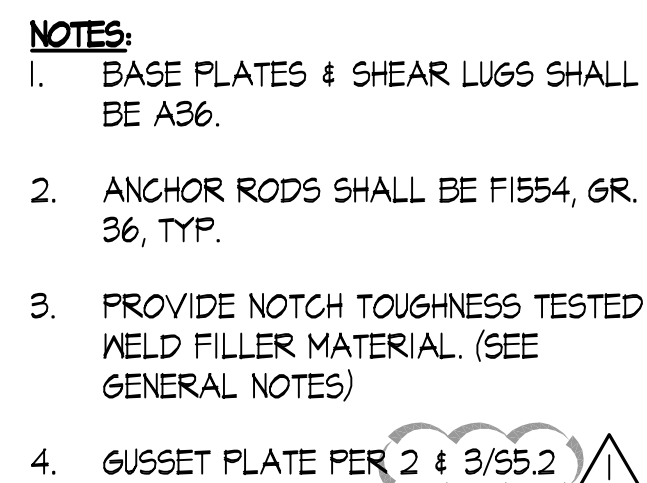 NOTES:
1. BASE PLATES & SHEAR LUGS SHALL
BE A36.
2. ANCHOR RODS SHALL BE F1554, GR.
36, TYP.
3. PROVIDE NOTCH TOUGHNESS TESTED
WELD FILLER MATERIAL. (SEE
GENERAL NOTES)
4. GUSSET PLATE PER 2 & 3/S5.2 1